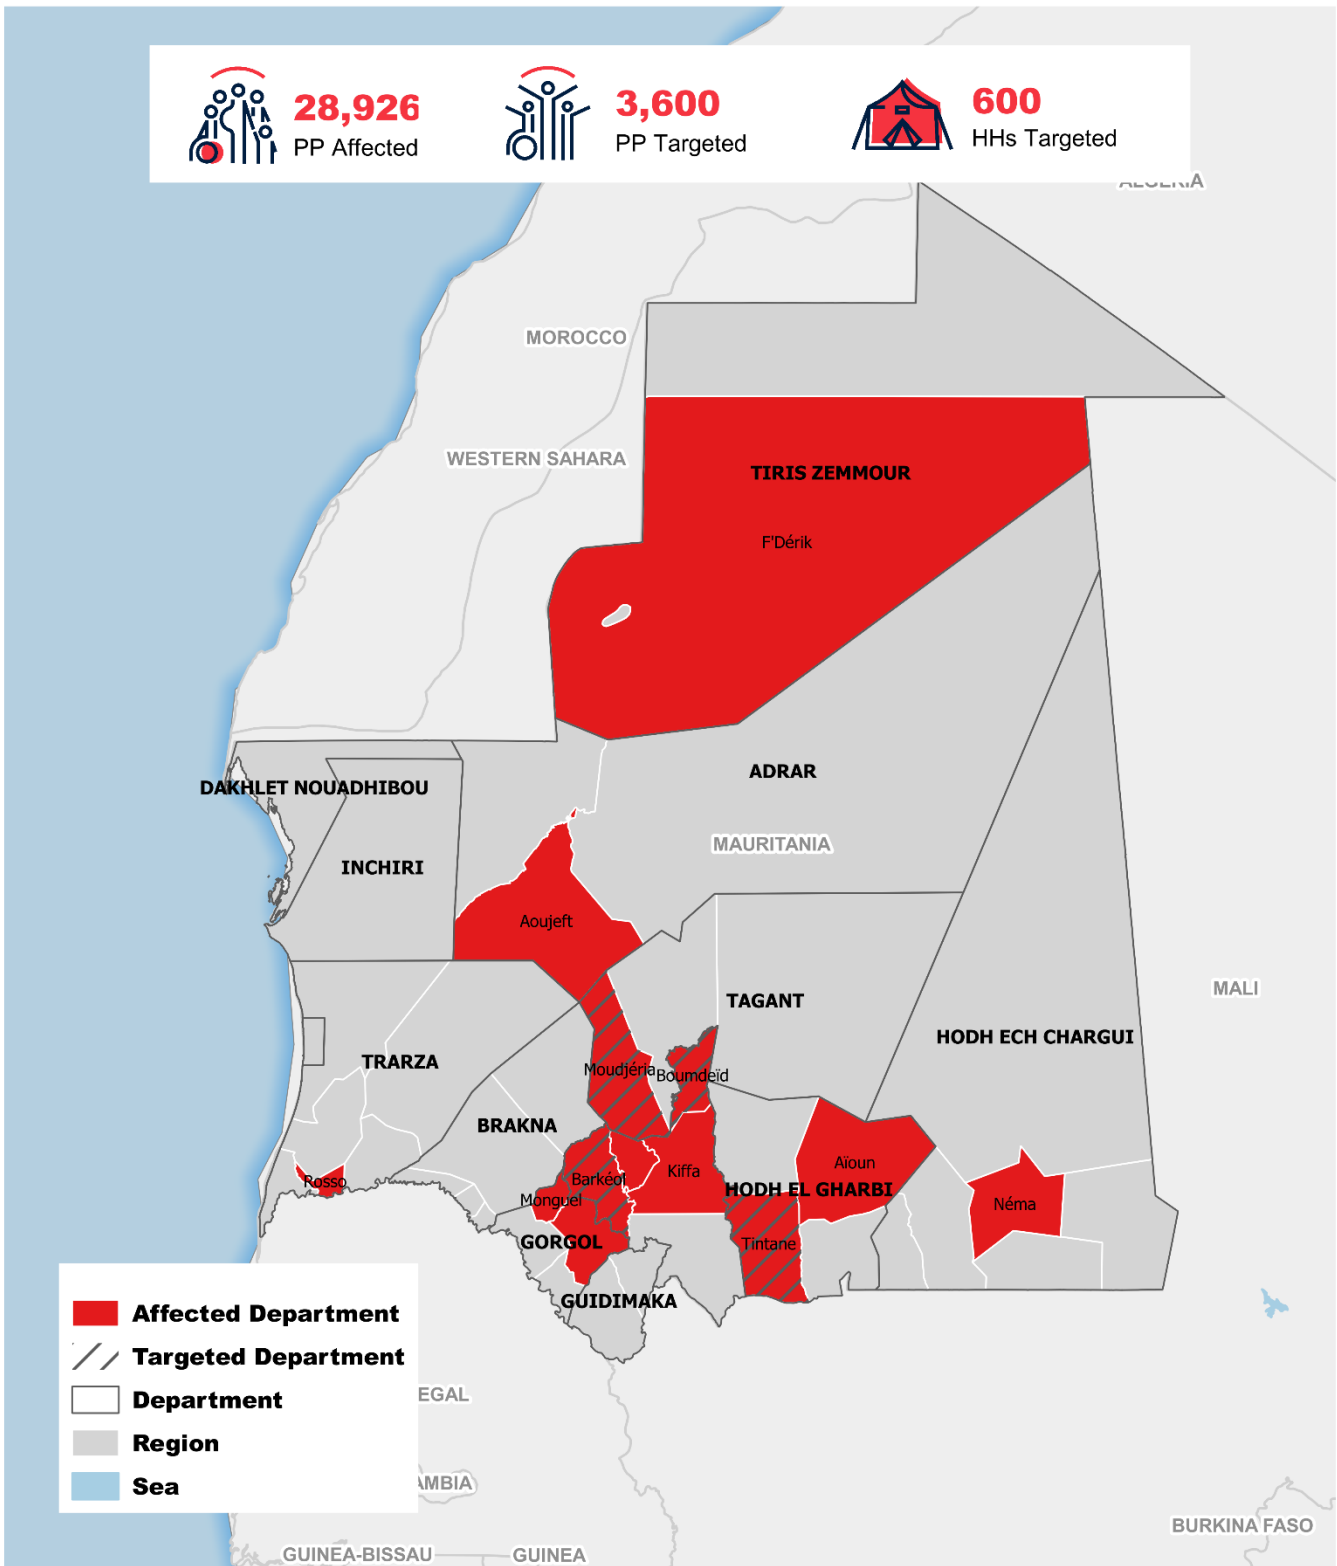 28,926
PP Affected
3,600
PP Targeted
600
HHs Targeted
ALGERIA
MOROCCO
WESTERN SAHARA
TIRIS ZEMMOUR
F'Dérik
ADRAR
DAKHLET NOUADHIBOU
MAURITANIA
INCHIRI
Aoujeft
MALI
TAGANT
HODH ECH CHARGUI
TRARZA
Moudjéria
Boumdeïd
BRAKNA
Aïoun
Kiffa
Rosso
Barkéol
HODH EL GHARBI
Monguel
Néma
GORGOL
Tintane
GUIDIMAKA
Affected Department
Targeted Department
Department
EGAL
Region
AMBIA
Sea
BURKINA FASO
GUINEA-BISSAU
GUINEA